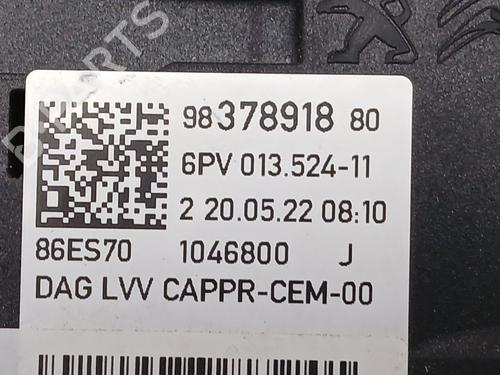 98 378918 80
6PV 013.524-11
2 20.05.22 08:10
86ES70 1046800 J
DAG LVV CAPPR-CEM-00